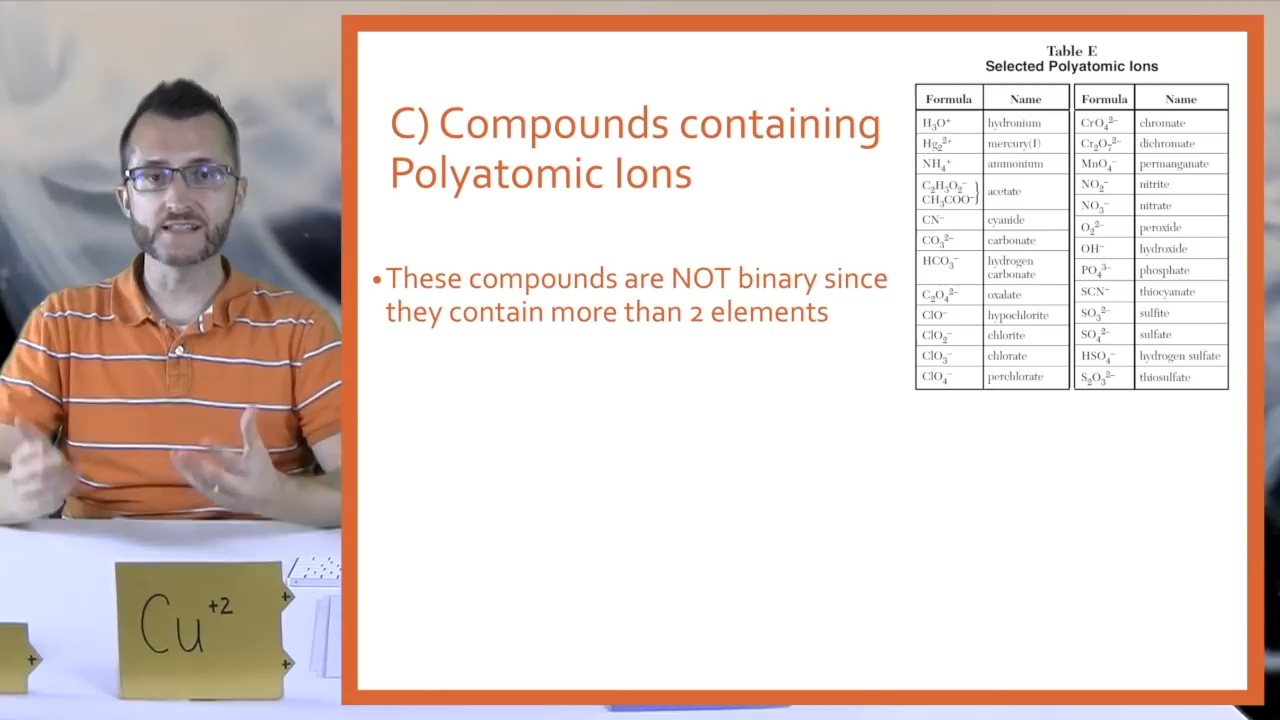 C) Compounds containing
Polyatomic Ions
• These compounds are NOT binary since
they contain more than 2 elements
Table E
Selected Polyatomic Ions
Formula Name Formula Name
H₃O⁺ hydronium CrO₄²⁻ chromate
Hg₂²⁺ mercury(I) Cr₂O₇²⁻ dichromate
NH₄⁺ ammonium MnO₄⁻ permanganate
C₂H₃O₂⁻ } acetate NO₂⁻ nitrite
CH₃COO⁻ NO₃⁻ nitrate
CN⁻ cyanide O₂²⁻ peroxide
CO₃²⁻ carbonate OH⁻ hydroxide
HCO₃⁻ hydrogen
carbonate PO₄³⁻ phosphate
C₂O₄²⁻ oxalate SCN⁻ thiocyanate
ClO⁻ hypochlorite SO₃²⁻ sulfite
ClO₂⁻ chlorite SO₄²⁻ sulfate
ClO₃⁻ chlorate HSO₄⁻ hydrogen sulfate
ClO₄⁻ perchlorate S₂O₃²⁻ thiosulfate
Cu⁺²
+
+
+